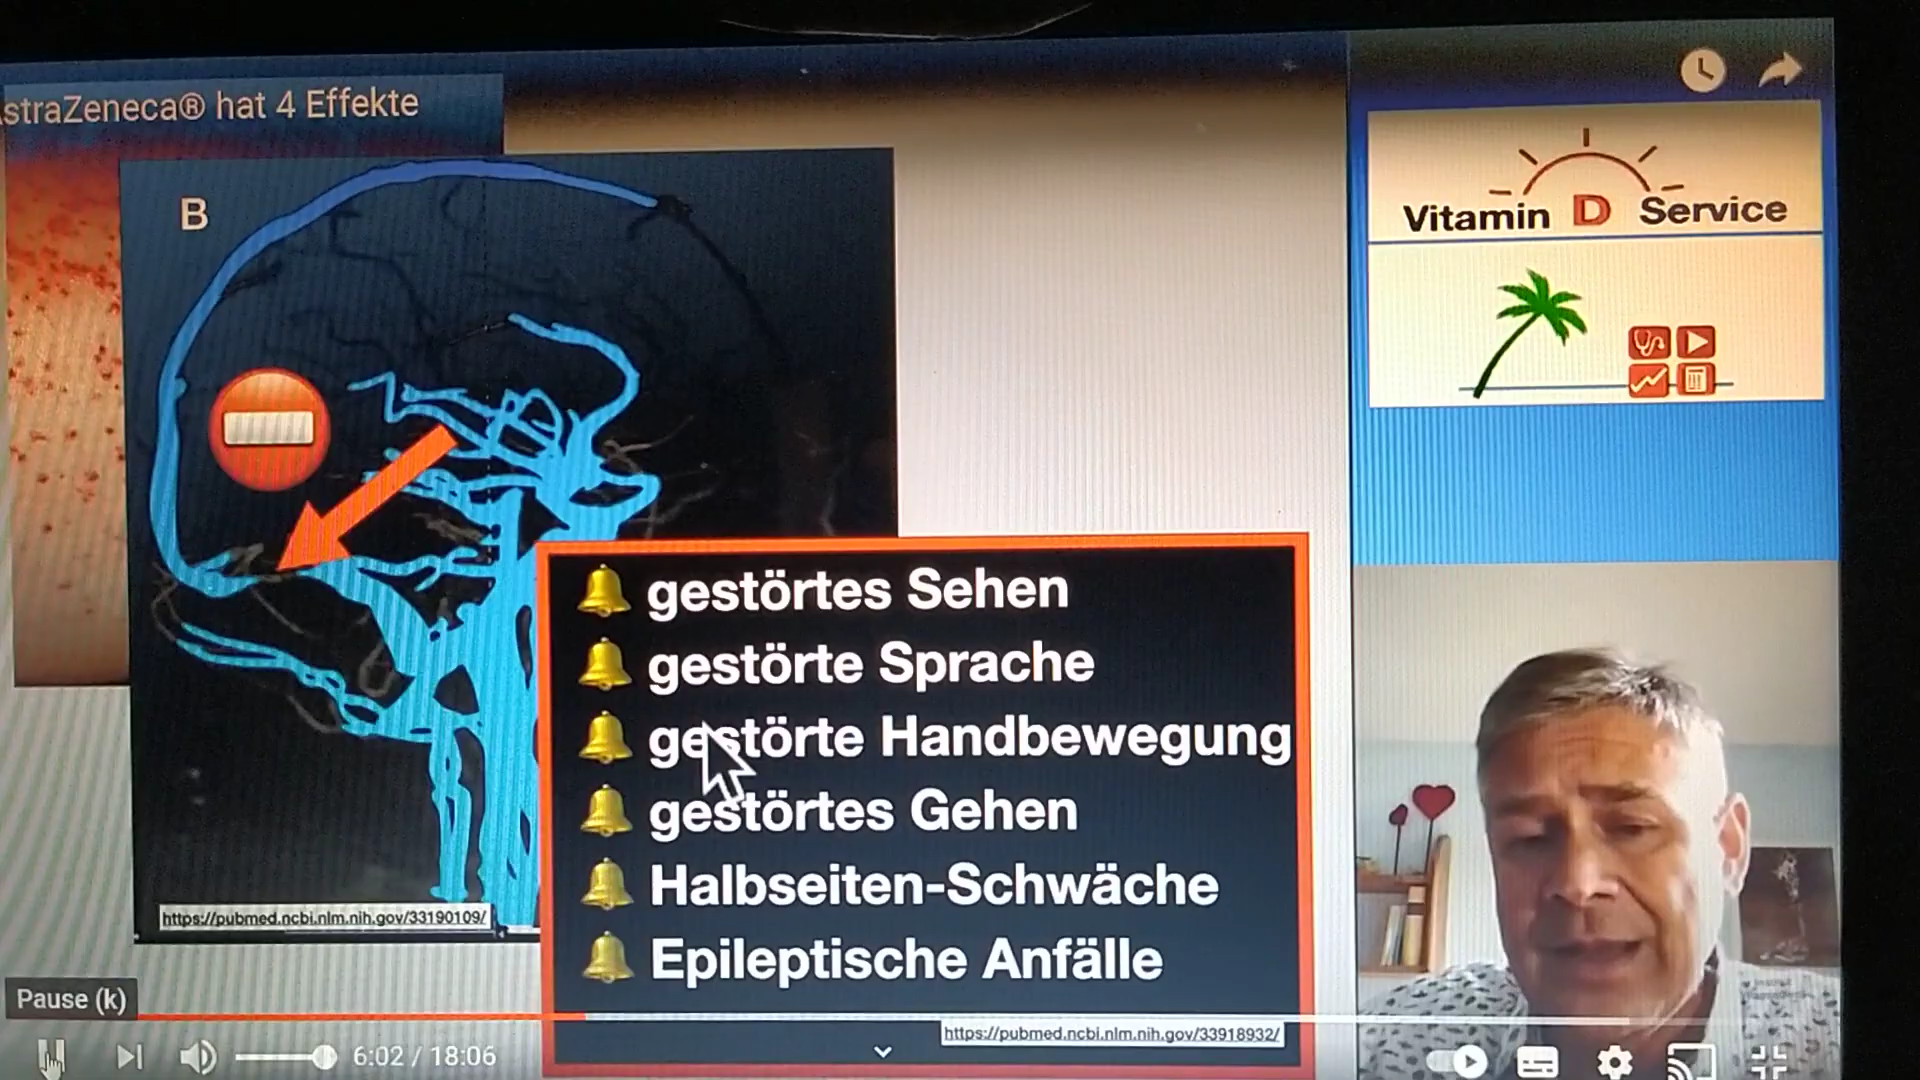 straZeneca® hat 4 Effekte
B
Vitamin D Service
gestörtes Sehen
gestörte Sprache
gestörte Handbewegung
gestörtes Gehen
Halbseiten-Schwäche
Epileptische Anfälle
https://pubmed.ncbi.nlm.nih.gov/33190109/
https://pubmed.ncbi.nlm.nih.gov/33918932/
Pause (k)
6:02 / 18:06